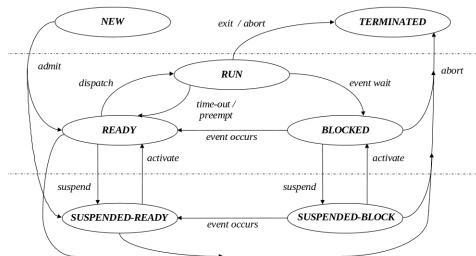 NEW
exit / abort
TERMINATED
admit
dispatch
RUN
event wait
abort
time-out /
preempt
READY
event occurs
BLOCKED
suspend
activate
suspend
activate
SUSPENDED-READY
event occurs
SUSPENDED-BLOCK